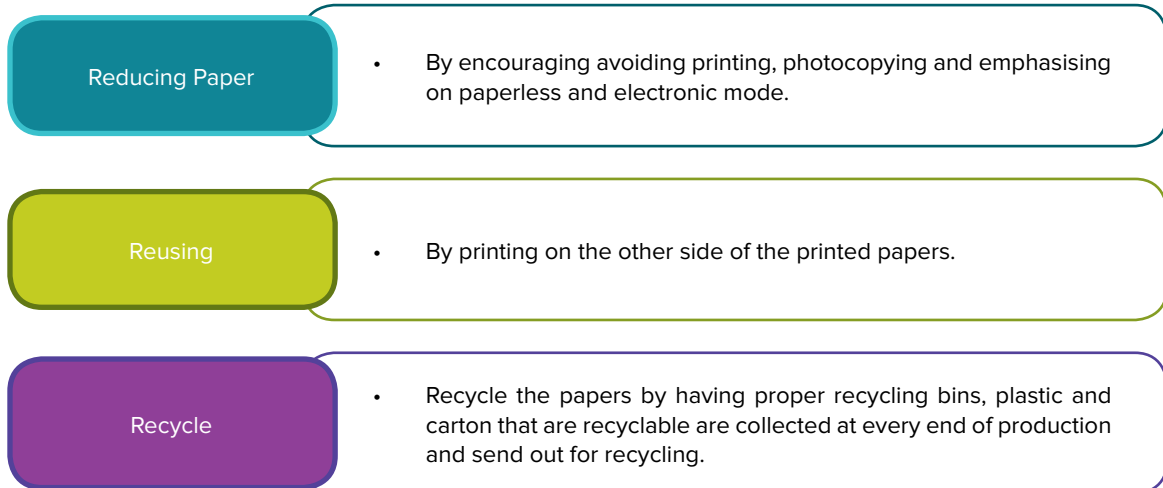 Reducing Paper
• By encouraging avoiding printing, photocopying and emphasising
on paperless and electronic mode.
Reusing
• By printing on the other side of the printed papers.
Recycle
• Recycle the papers by having proper recycling bins, plastic and
carton that are recyclable are collected at every end of production
and send out for recycling.